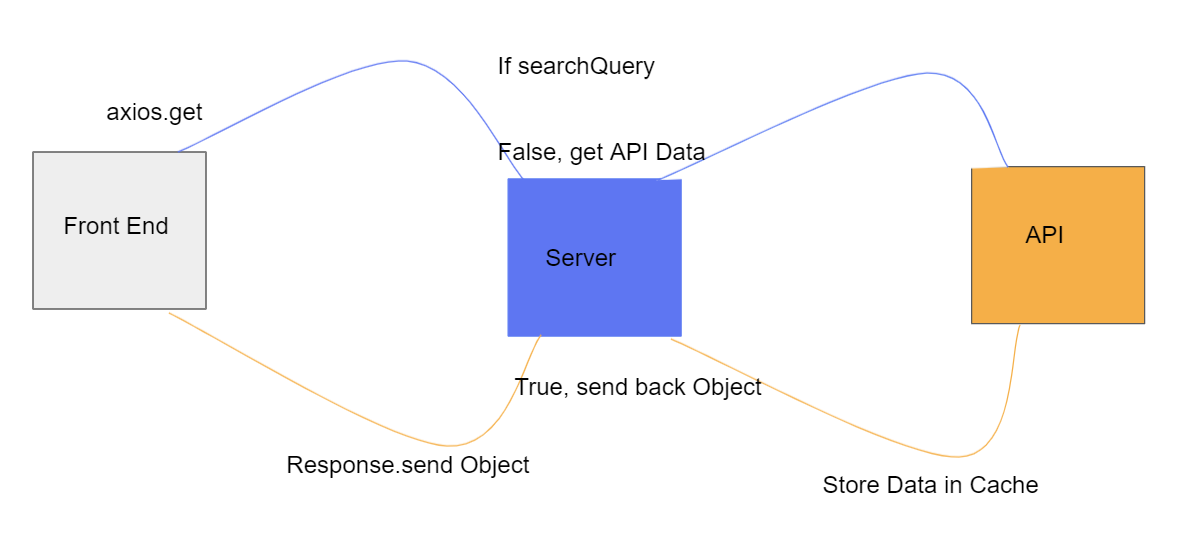 If searchQuery
axios.get
False, get API Data
Front End
Server
API
True, send back Object
Response.send Object
Store Data in Cache